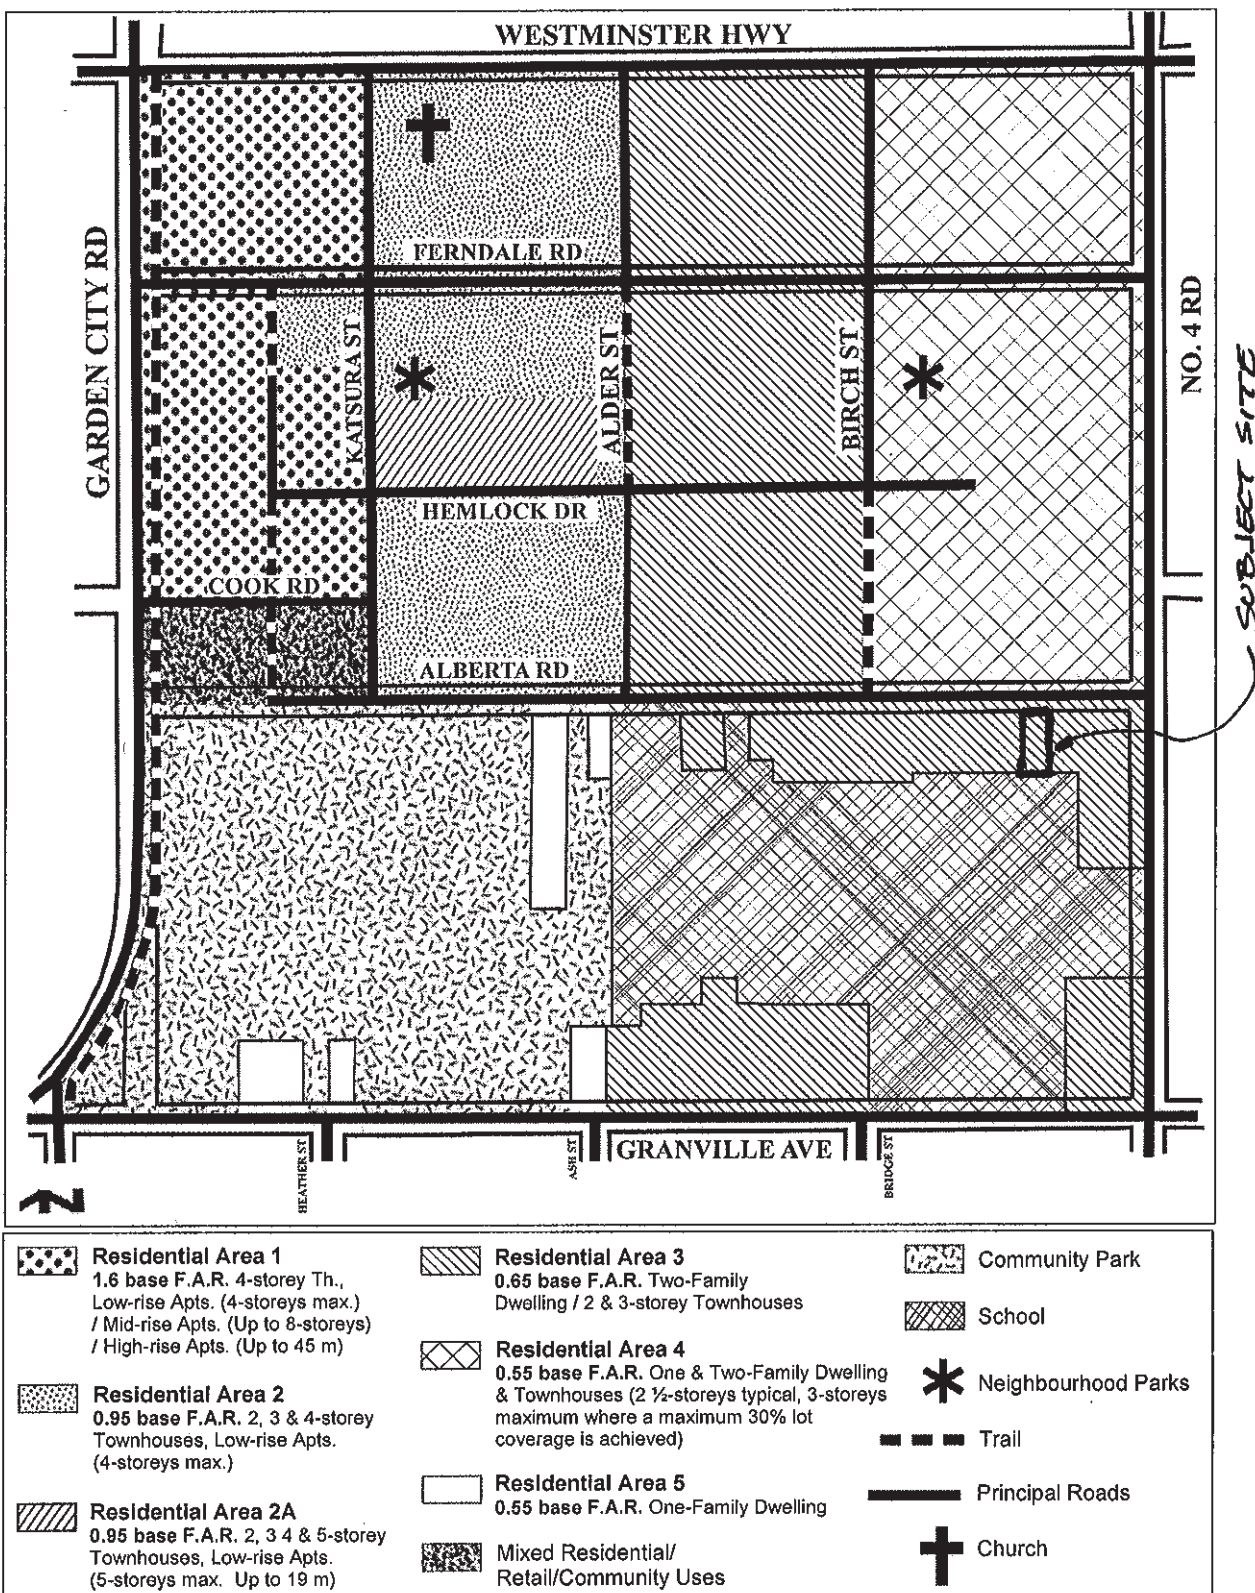 WESTMINSTER HWY
FERNDALE RD
GARDEN CITY RD
KATSURA ST
ALDER ST
BIRCH ST
NO. 4 RD
SUBJECT SITE
HEMLOCK DR
COOK RD
ALBERTA RD
HEATHER ST
ASH ST
GRANVILLE AVE
BRIDGE ST
N
Residential Area 1
1.6 base F.A.R. 4-storey Th.,
Low-rise Apts. (4-storeys max.)
/ Mid-rise Apts. (Up to 8-storeys)
/ High-rise Apts. (Up to 45 m)
Residential Area 2
0.95 base F.A.R. 2, 3 & 4-storey
Townhouses, Low-rise Apts.
(4-storeys max.)
Residential Area 2A
0.95 base F.A.R. 2, 3 4 & 5-storey
Townhouses, Low-rise Apts.
(5-storeys max. Up to 19 m)
Residential Area 3
0.65 base F.A.R. Two-Family
Dwelling / 2 & 3-storey Townhouses
Residential Area 4
0.55 base F.A.R. One & Two-Family Dwelling
& Townhouses (2 ½-storeys typical, 3-storeys
maximum where a maximum 30% lot
coverage is achieved)
Residential Area 5
0.55 base F.A.R. One-Family Dwelling
Mixed Residential/
Retail/Community Uses
Community Park
School
Neighbourhood Parks
Trail
Principal Roads
Church